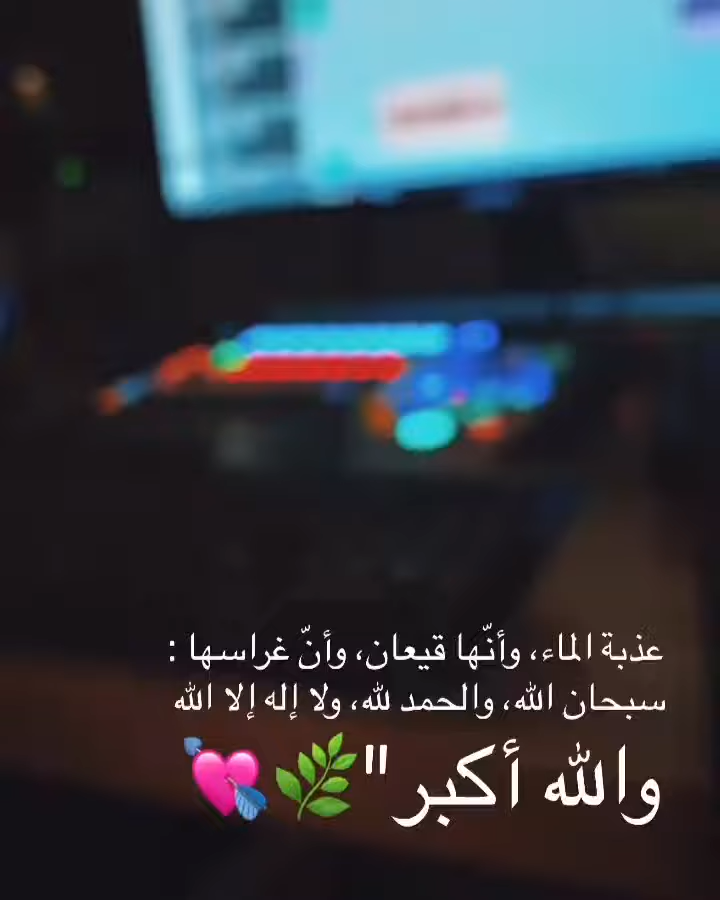 عذبة الماء، وأنّها قيعان، وأنّ غراسها :
سبحان الله، والحمد لله، ولا إله إلا الله
والله أكبر"🌿💘